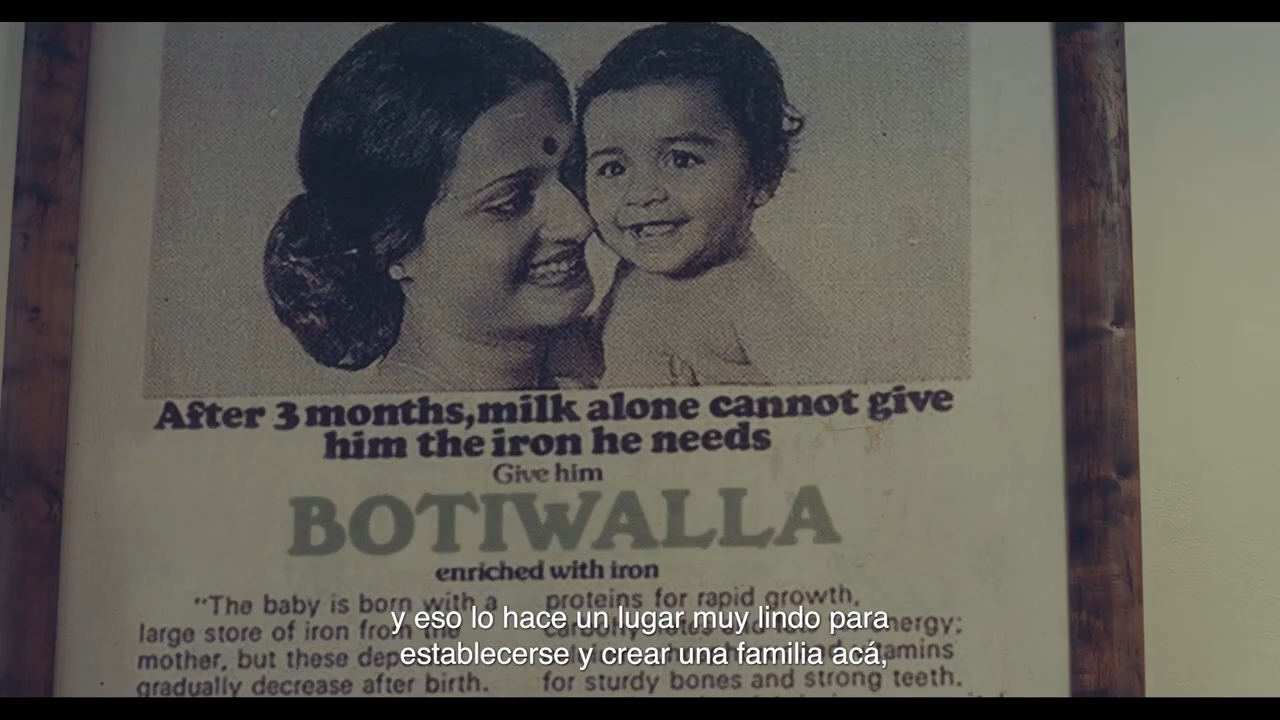 After 3 months, milk alone cannot give
him the iron he needs
Give him
BOTIWALLA
enriched with iron
"The baby is born with a
large store of iron from the
mother, but these
gradually decrease after birth.
proteins for rapid growth,
energy;
for sturdy bones and strong teeth.
y eso lo hace un lugar muy lindo para
establecerse y crear una familia acá,